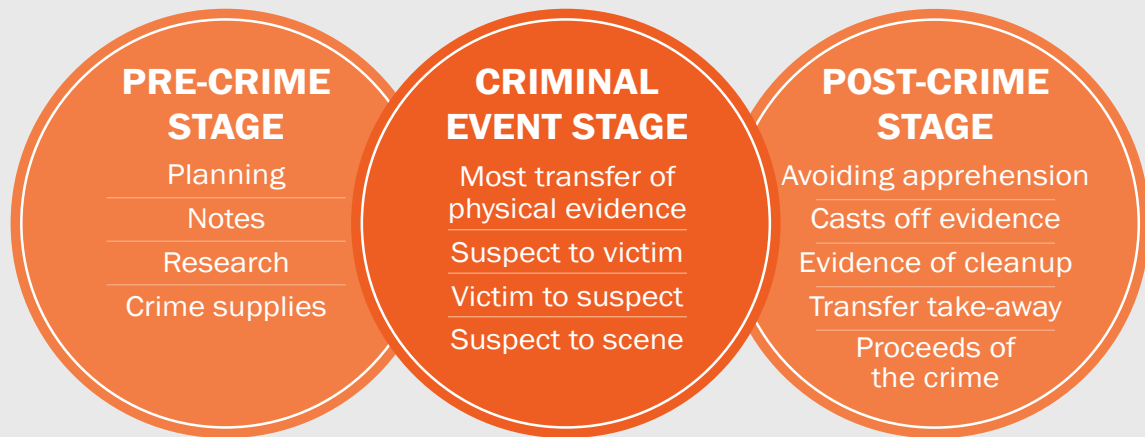 PRE-CRIME
STAGE
Planning
Notes
Research
Crime supplies
CRIMINAL
EVENT STAGE
Most transfer of
physical evidence
Suspect to victim
Victim to suspect
Suspect to scene
POST-CRIME
STAGE
Avoiding apprehension
Casts off evidence
Evidence of cleanup
Transfer take-away
Proceeds of
the crime